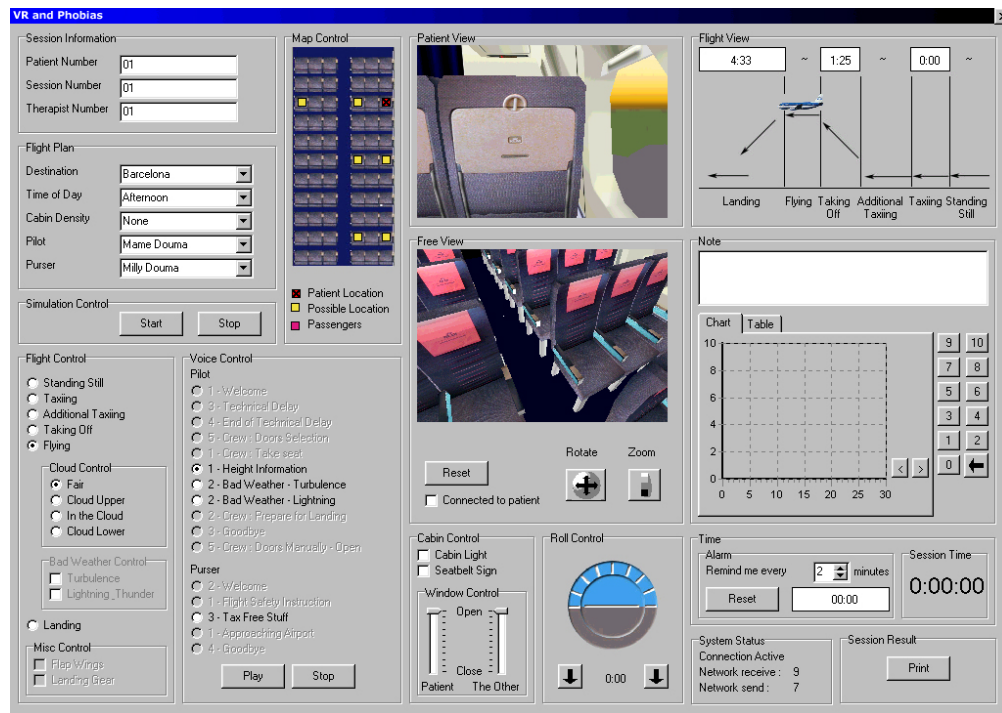 VR and Phobias
Session Information
Patient Number 01
Session Number 01
Therapist Number 01
Flight Plan
Destination Barcelona
Time of Day Afternoon
Cabin Density None
Pilot Mame Douma
Purser Milly Douma
Simulation Control
Start Stop
Map Control
Patient Location
Possible Location
Passengers
Flight Control
Standing Still
Taxiing
Additional Taxiing
Taking Off
Flying
Cloud Control
Fair
Cloud Upper
In the Cloud
Cloud Lower
Bad Weather Control
Turbulence
Lightning_Thunder
Landing
Misc Control
Flap Wings
Landing Gear
Voice Control
Pilot
1 - Welcome
3 - Technical Delay
4 - End of Technical Delay
5 - Crew : Doors Selection
1 - Crew : Take seat
1 - Height Information
2 - Bad Weather - Turbulence
2 - Bad Weather - Lightning
2 - Crew : Prepare for Landing
3 - Goodbye
5 - Crew : Doors Manually - Open
Purser
2 - Welcome
1 - Flight Safety Instruction
3 - Tax Free Stuff
1 - Approaching Airport
4 - Goodbye
Play Stop
Patient View
Free View
Rotate Zoom
Reset
Connected to patient
Cabin Control
Cabin Light
Seatbelt Sign
Window Control
Open
Close
Patient The Other
Roll Control
0:00
Flight View
4:33 ~ 1:25 ~ 0:00 ~
Landing Flying Taking Off Additional Taxiing Taxiing Standing Still
Note
Chart Table
10
8
6
4
2
0
0 5 10 15 20 25 30
< >
9 10
7 8
5 6
3 4
1 2
0
Time
Alarm
Remind me every 2 minutes
Reset 00:00
Session Time
0:00:00
System Status
Connection Active
Network receive : 9
Network send : 7
Session Result
Print